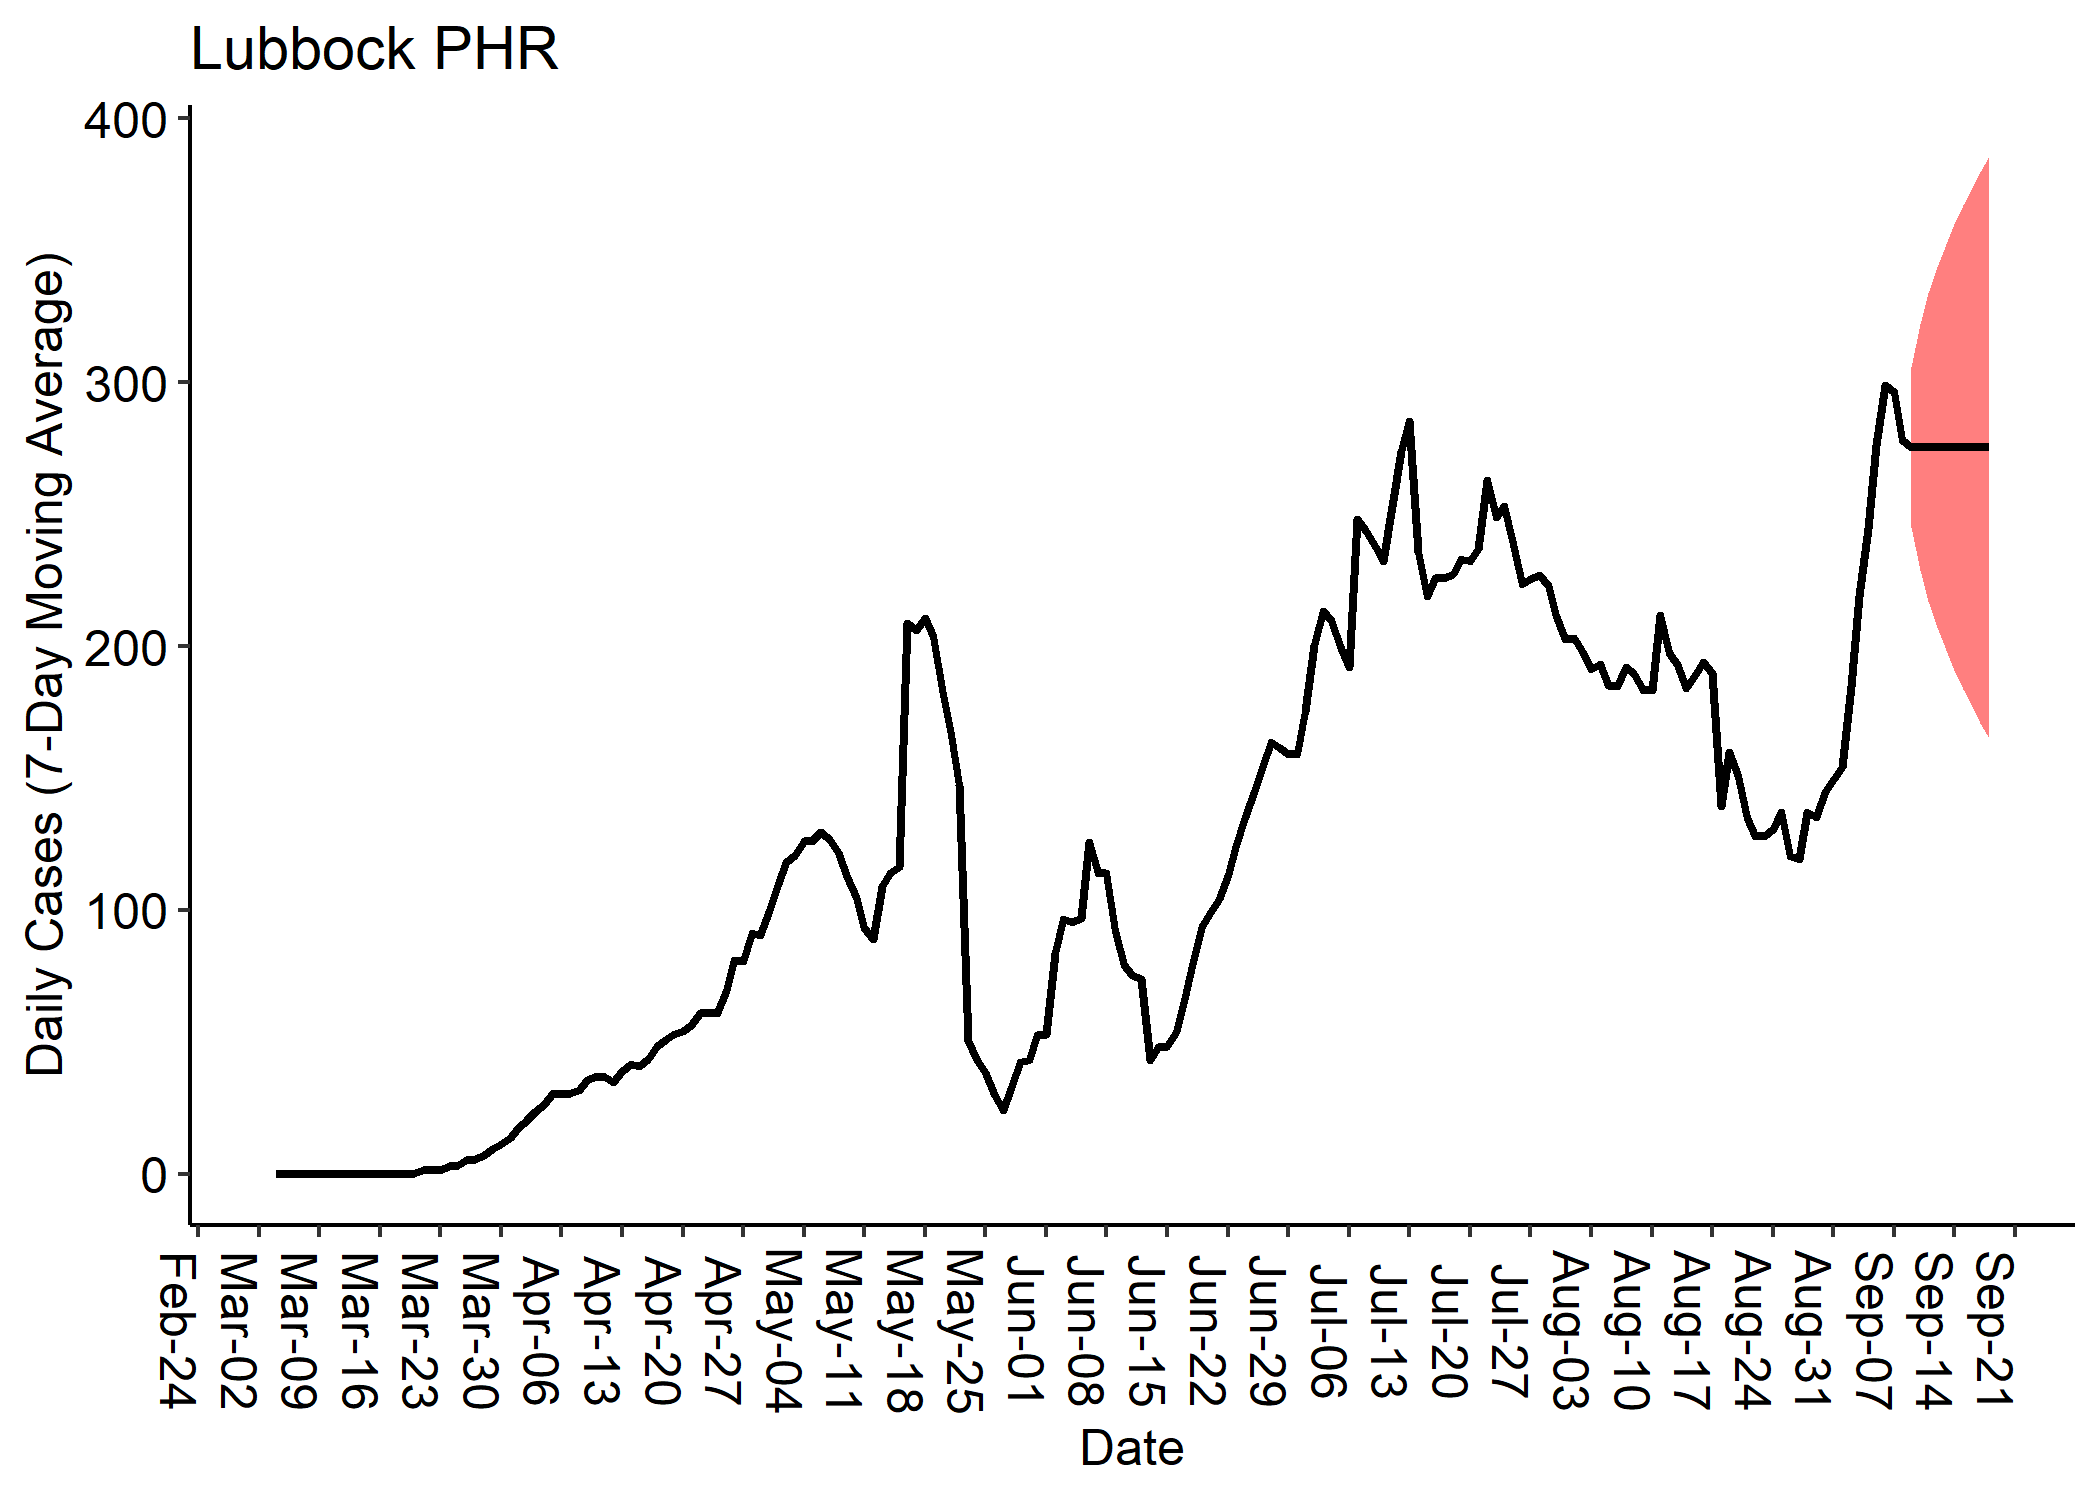 Lubbock PHR
Daily Cases (7-Day Moving Average)
400
300
200
100
0
Feb-24
Mar-02
Mar-09
Mar-16
Mar-23
Mar-30
Apr-06
Apr-13
Apr-20
Apr-27
May-04
May-11
May-18
May-25
Jun-01
Jun-08
Jun-15
Jun-22
Jun-29
Jul-06
Jul-13
Jul-20
Jul-27
Aug-03
Aug-10
Aug-17
Aug-24
Aug-31
Sep-07
Sep-14
Sep-21
Date